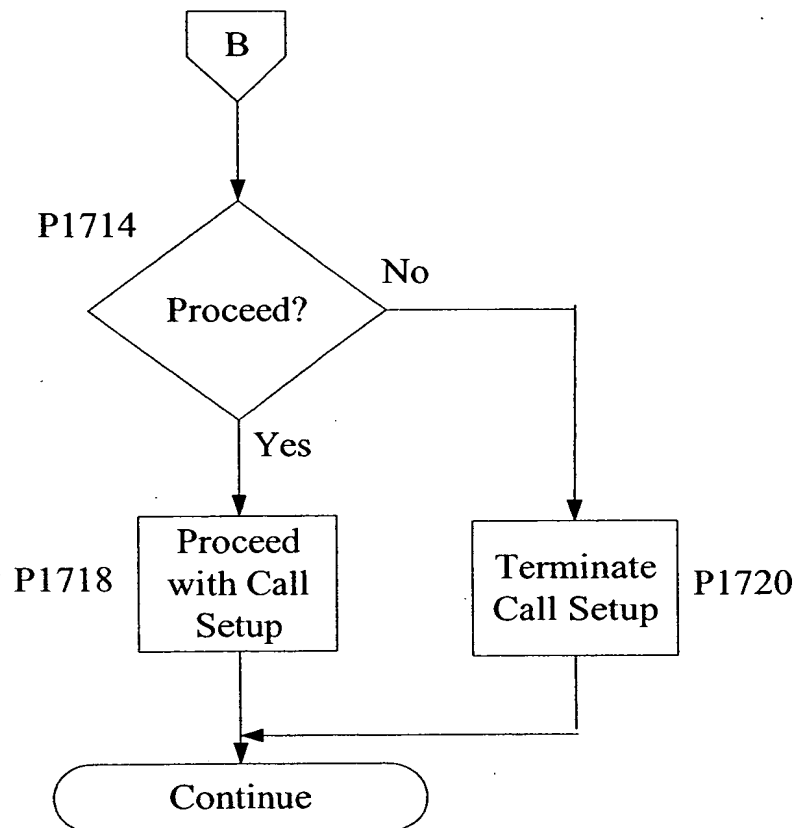 B
P1714
No
Proceed?
Yes
Proceed
with Call
Setup
P1718
Terminate
Call Setup
P1720
Continue